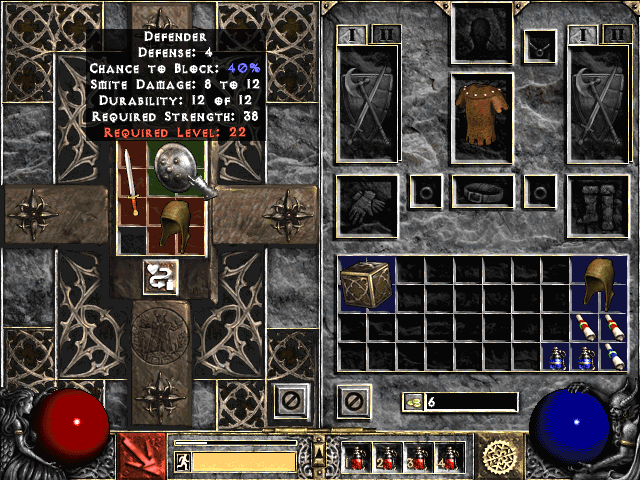 Defender
Defense: 4
Chance to Block: 40%
Smite Damage: 8 to 12
Durability: 12 of 12
Required Strength: 38
Required Level: 22
I
II
I
II
6
2
3
4